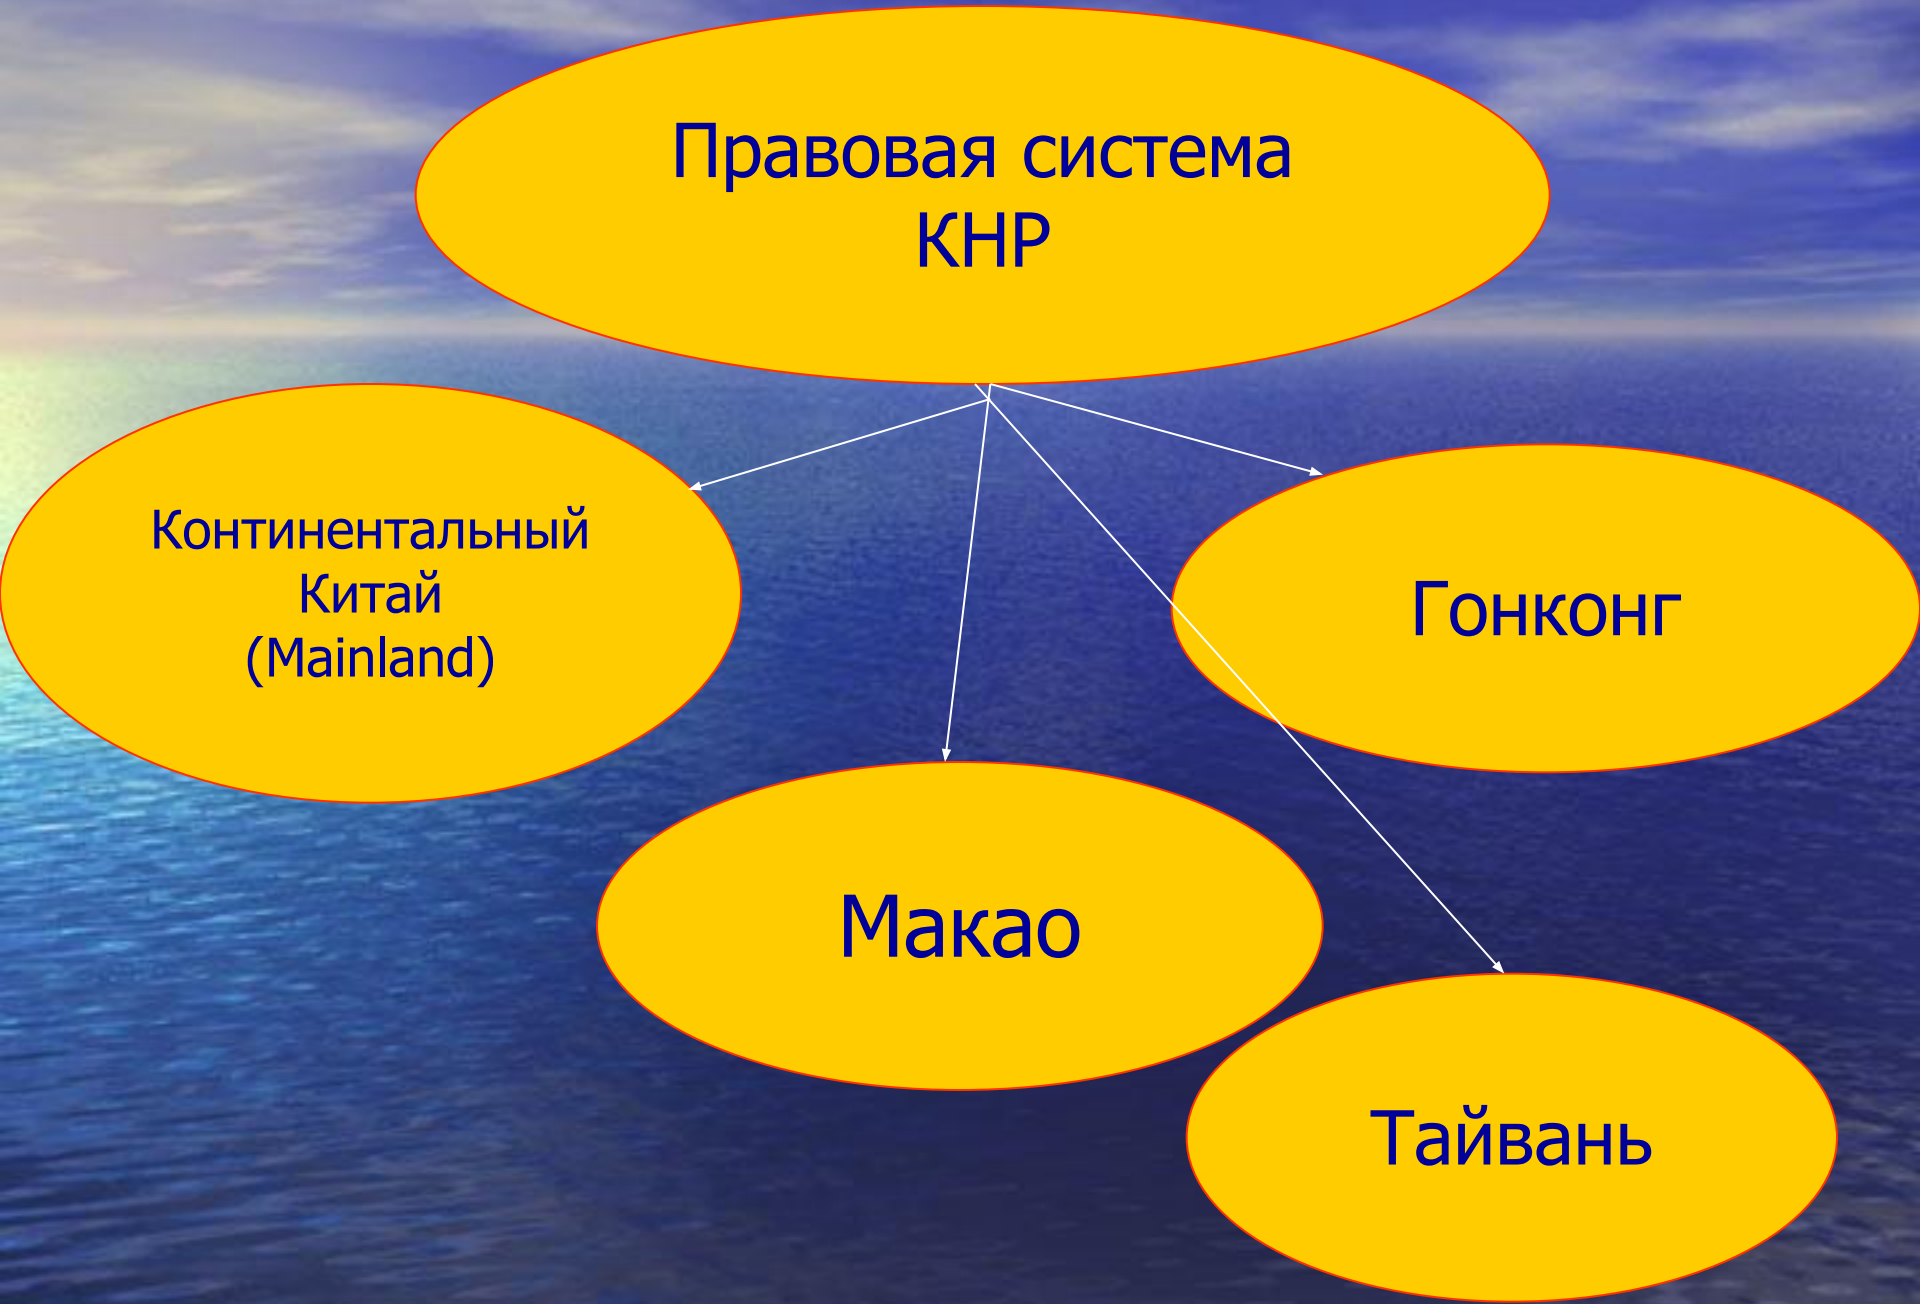 Правовая система
КНР
Континентальный
Китай
(Mainland)
Гонконг
Макао
Тайвань